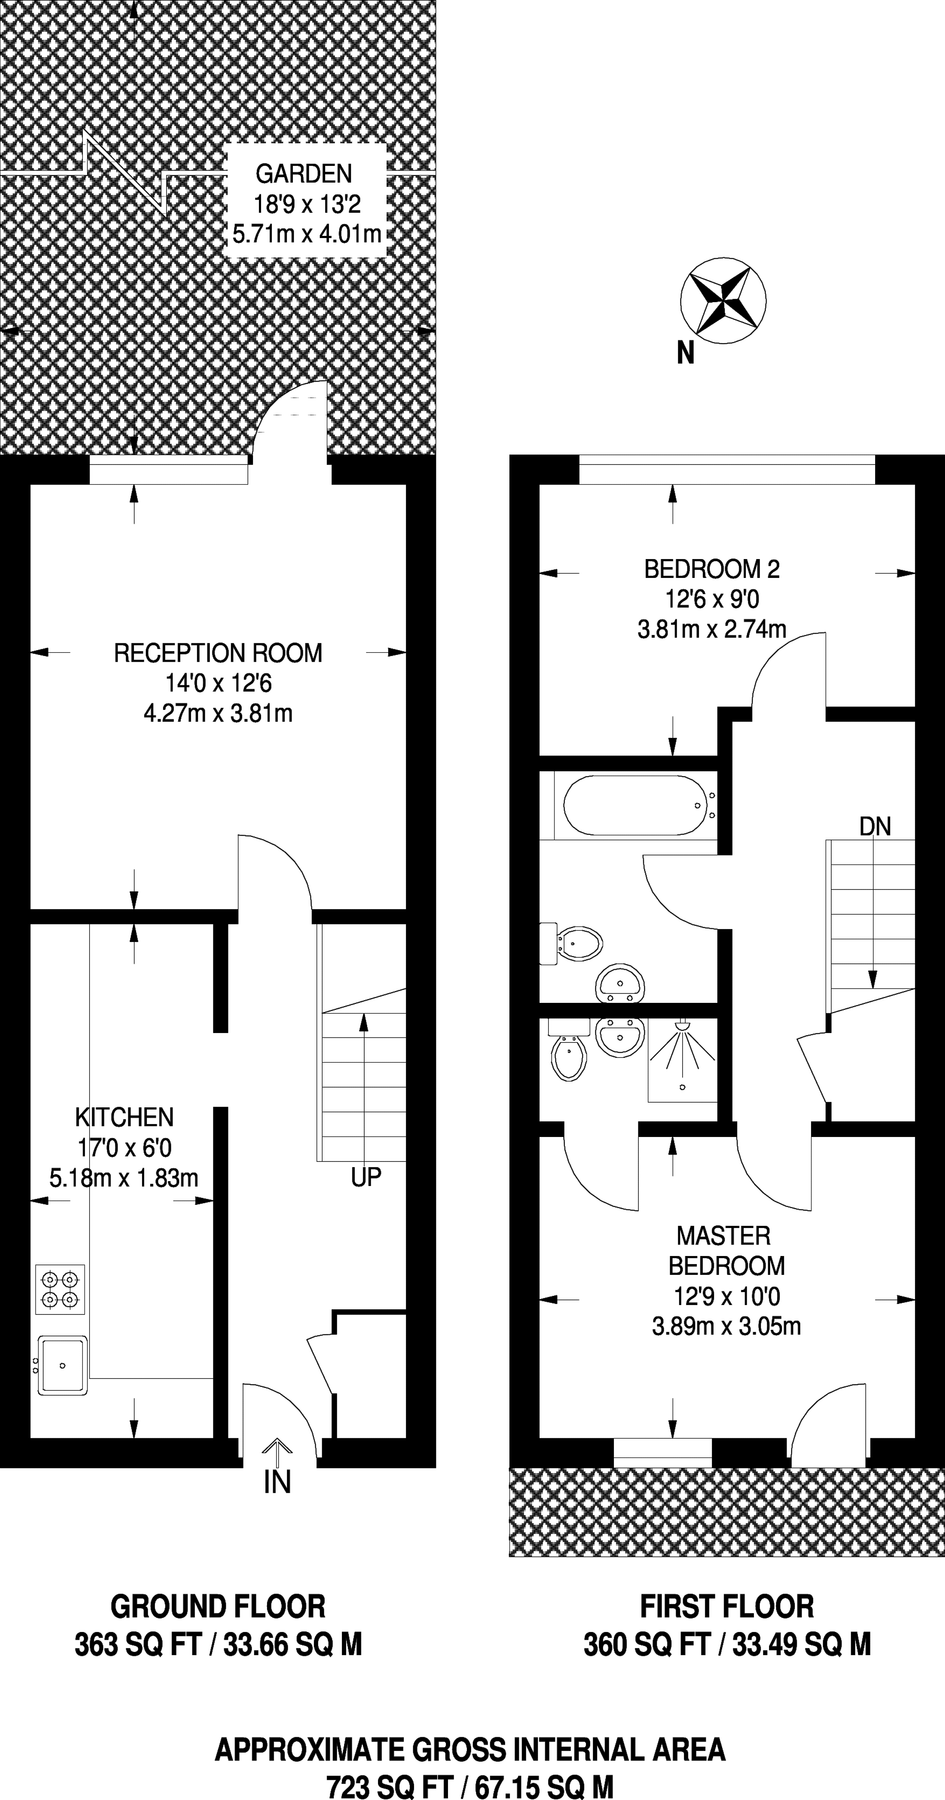 GARDEN
18'9 x 13'2
5.71m x 4.01m
N
RECEPTION ROOM
14'0 x 12'6
4.27m x 3.81m
BEDROOM 2
12'6 x 9'0
3.81m x 2.74m
DN
KITCHEN
17'0 x 6'0
5.18m x 1.83m
UP
MASTER
BEDROOM
12'9 x 10'0
3.89m x 3.05m
IN
GROUND FLOOR
363 SQ FT / 33.66 SQ M
FIRST FLOOR
360 SQ FT / 33.49 SQ M
APPROXIMATE GROSS INTERNAL AREA
723 SQ FT / 67.15 SQ M